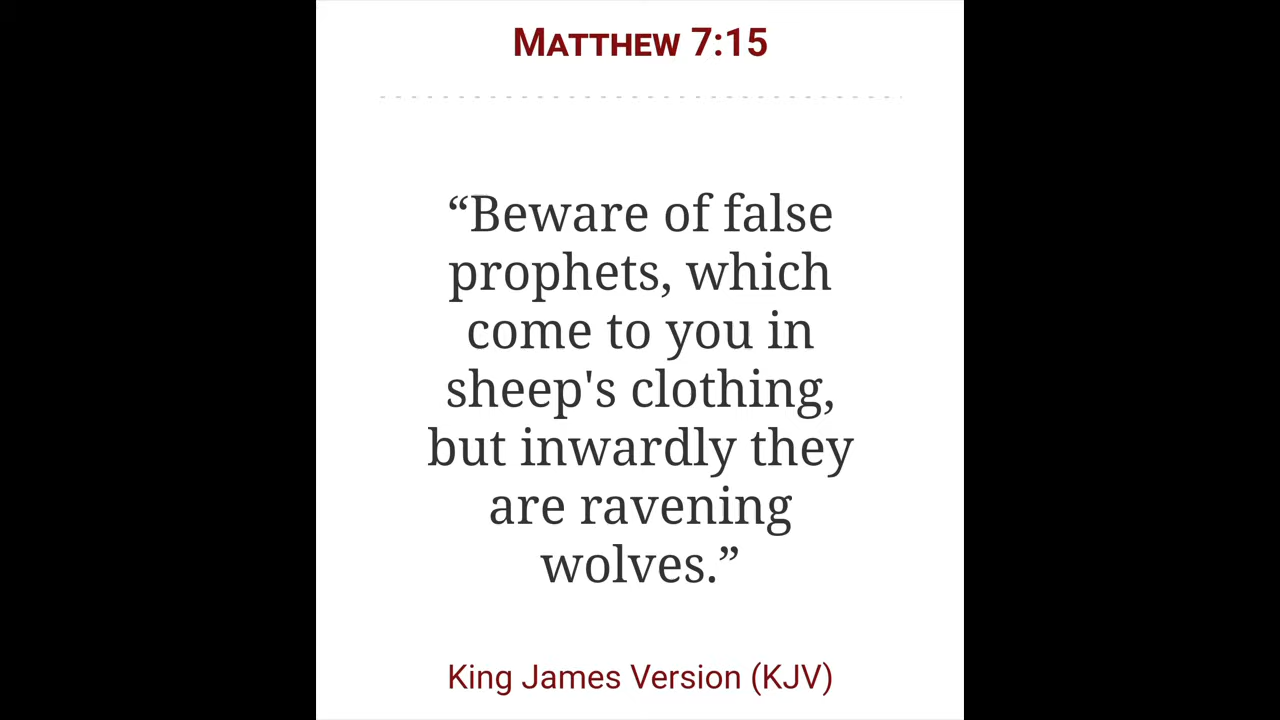 Matthew 7:15
“Beware of false
prophets, which
come to you in
sheep's clothing,
but inwardly they
are ravening
wolves.”
King James Version (KJV)